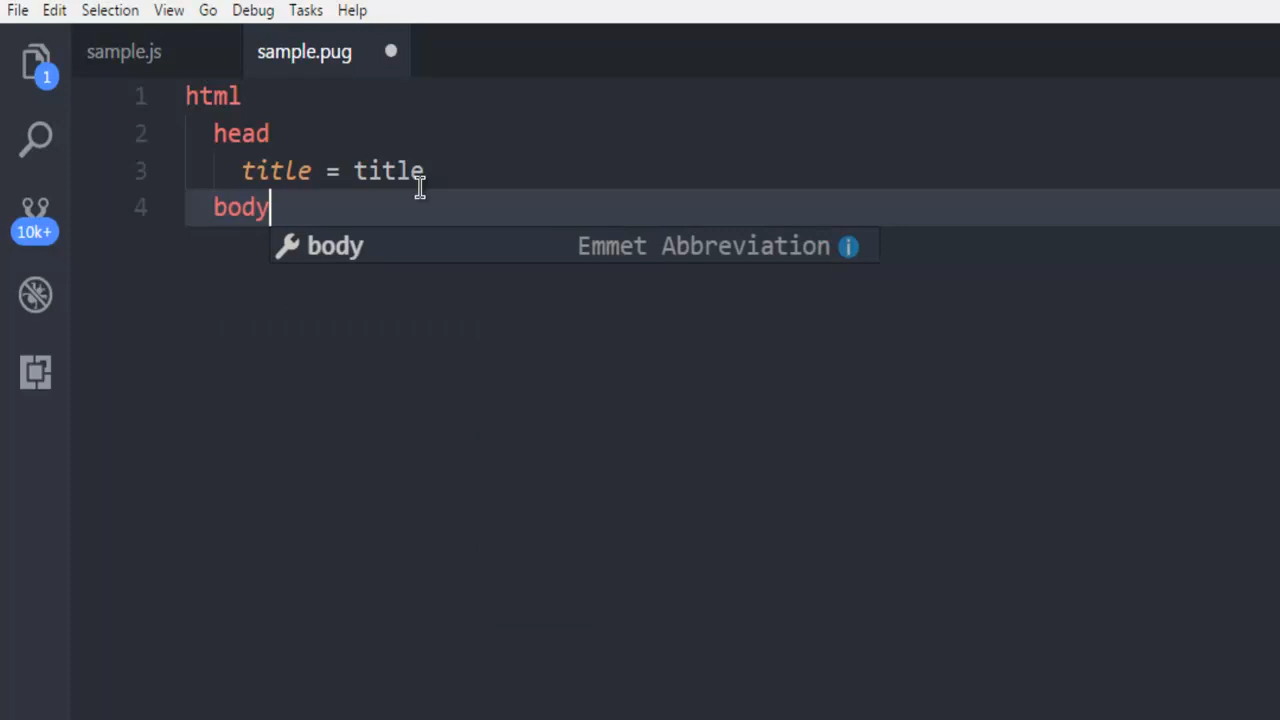 File Edit Selection View Go Debug Tasks Help
sample.js sample.pug
1
10k+
1 html
2 head
3 title = title
4 body
body Emmet Abbreviation i